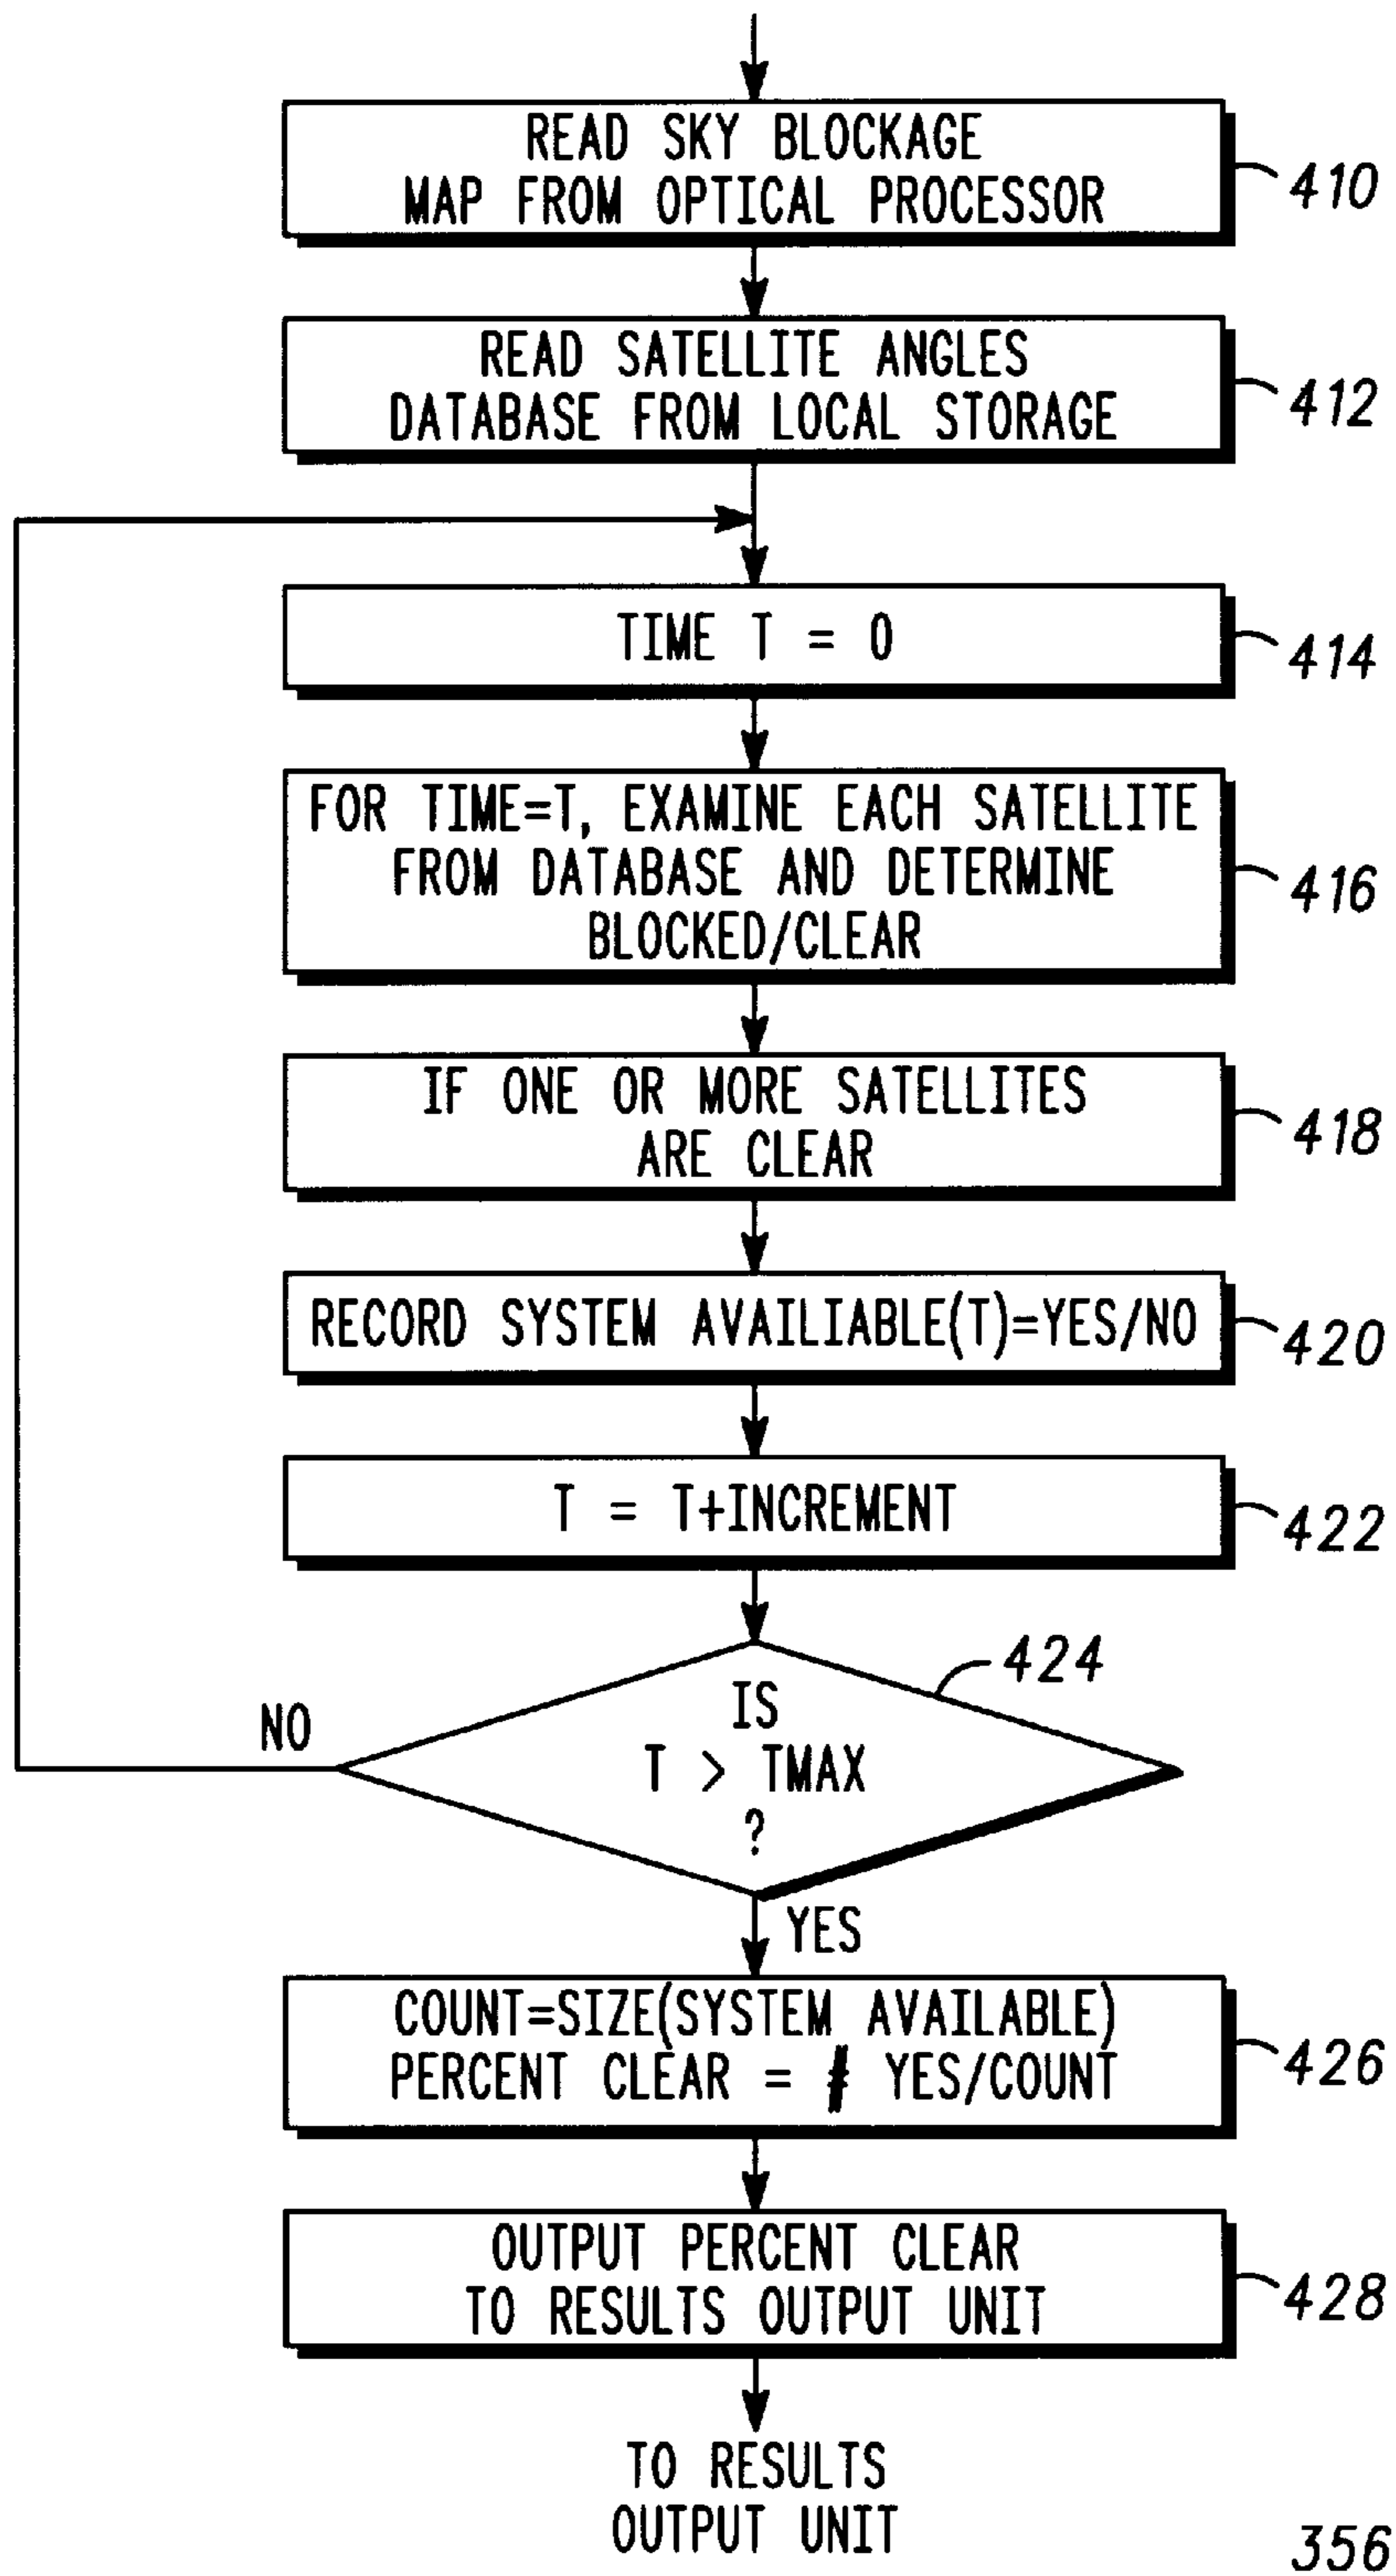 READ SKY BLOCKAGE
MAP FROM OPTICAL PROCESSOR
410
READ SATELLITE ANGLES
DATABASE FROM LOCAL STORAGE
412
TIME T = 0
414
FOR TIME=T, EXAMINE EACH SATELLITE
FROM DATABASE AND DETERMINE
BLOCKED/CLEAR
416
IF ONE OR MORE SATELLITES
ARE CLEAR
418
RECORD SYSTEM AVAILIABLE(T)=YES/NO
420
T = T+INCREMENT
422
424
IS
T > TMAX
?
NO
YES
COUNT=SIZE(SYSTEM AVAILABLE)
PERCENT CLEAR = # YES/COUNT
426
OUTPUT PERCENT CLEAR
TO RESULTS OUTPUT UNIT
428
TO RESULTS
OUTPUT UNIT
356